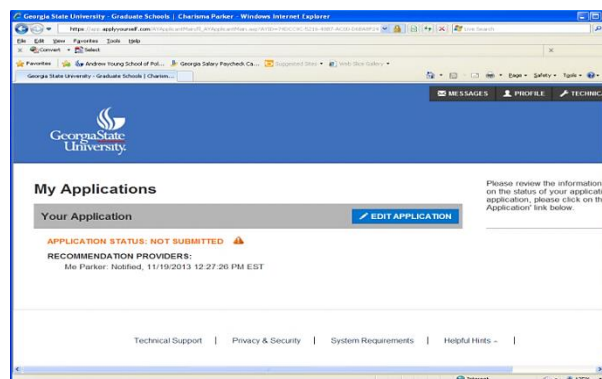 Georgia State University - Graduate Schools | Charisma Parker - Windows Internet Explorer
File Edit View Favorites Tools Help
Convert Select
Favorites Andrew Young School of Pol... Georgia Salary Paycheck Ca... Suggested Sites Web Slice Gallery
Georgia State University - Graduate Schools | Charism...
Page Safety Tools
MESSAGES PROFILE TECHNICA
GeorgiaState
University
My Applications
Please review the information
on the status of your applicati
application, please click on th
Application' link below.
Your Application
EDIT APPLICATION
APPLICATION STATUS: NOT SUBMITTED
RECOMMENDATION PROVIDERS:
Me Parker: Notified, 11/19/2013 12:27:26 PM EST
Technical Support | Privacy & Security | System Requirements | Helpful Hints |
Internet